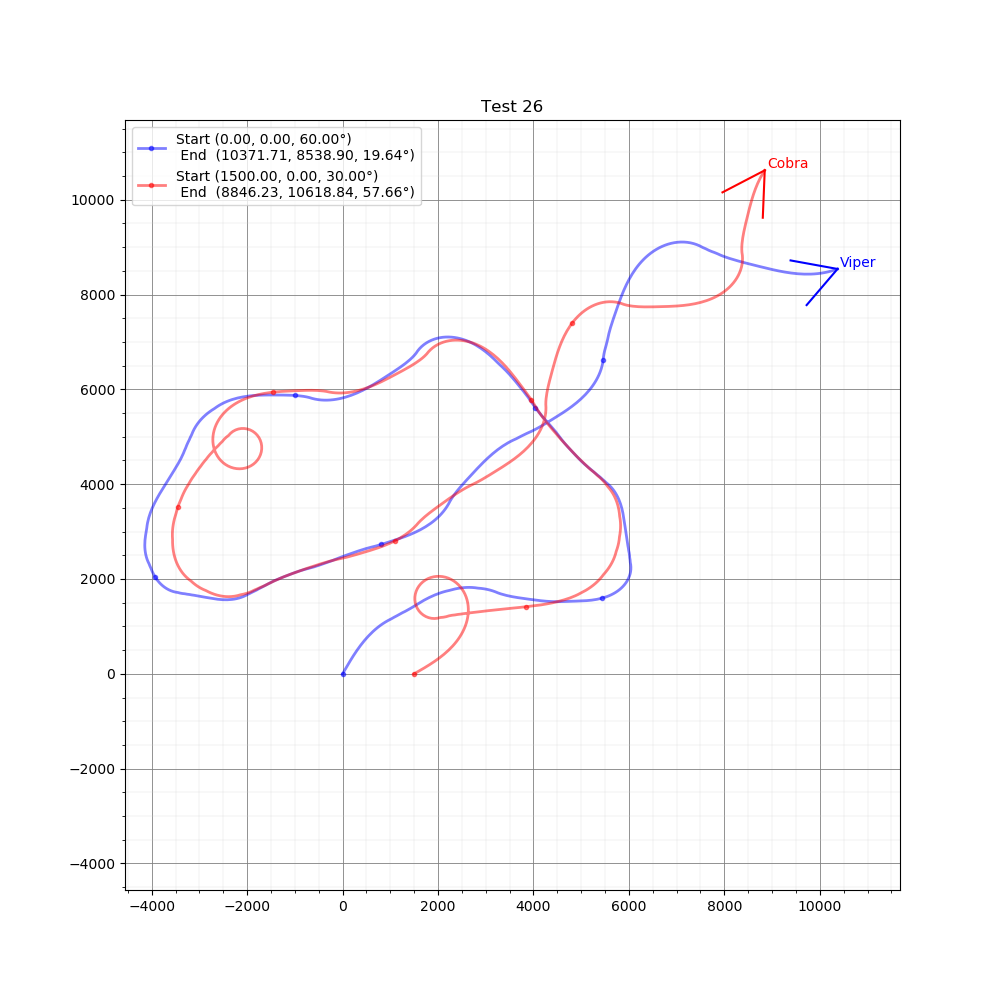 Test 26
Start (0.00, 0.00, 60.00°)
End (10371.71, 8538.90, 19.64°)
Start (1500.00, 0.00, 30.00°)
End (8846.23, 10618.84, 57.66°)
Cobra
Viper
10000
8000
6000
4000
2000
0
−2000
−4000
−4000 −2000 0 2000 4000 6000 8000 10000